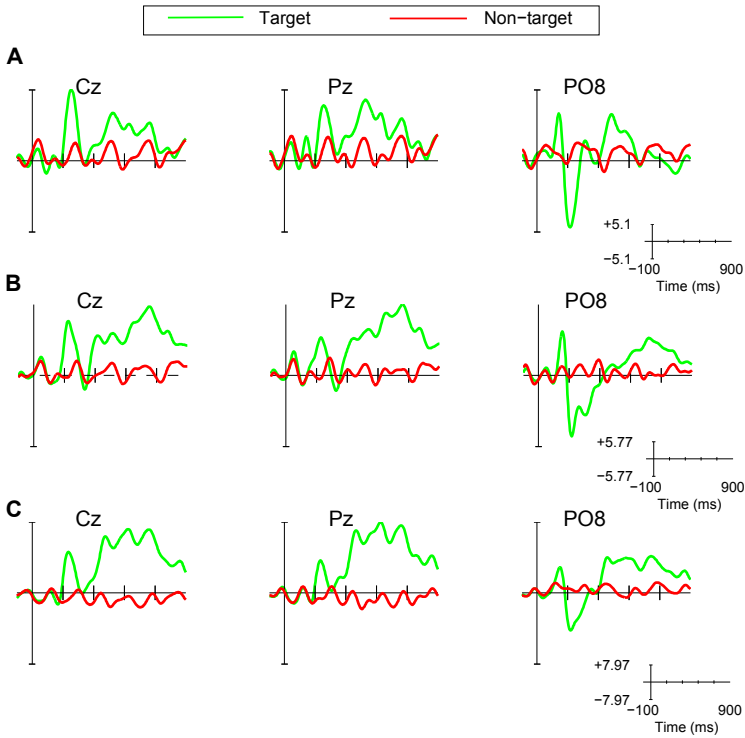 Target Non−target
A
Cz Pz PO8
+5.1
−5.1
−100 900
Time (ms)
B
Cz Pz PO8
+5.77
−5.77
−100 900
Time (ms)
C
Cz Pz PO8
+7.97
−7.97
−100 900
Time (ms)